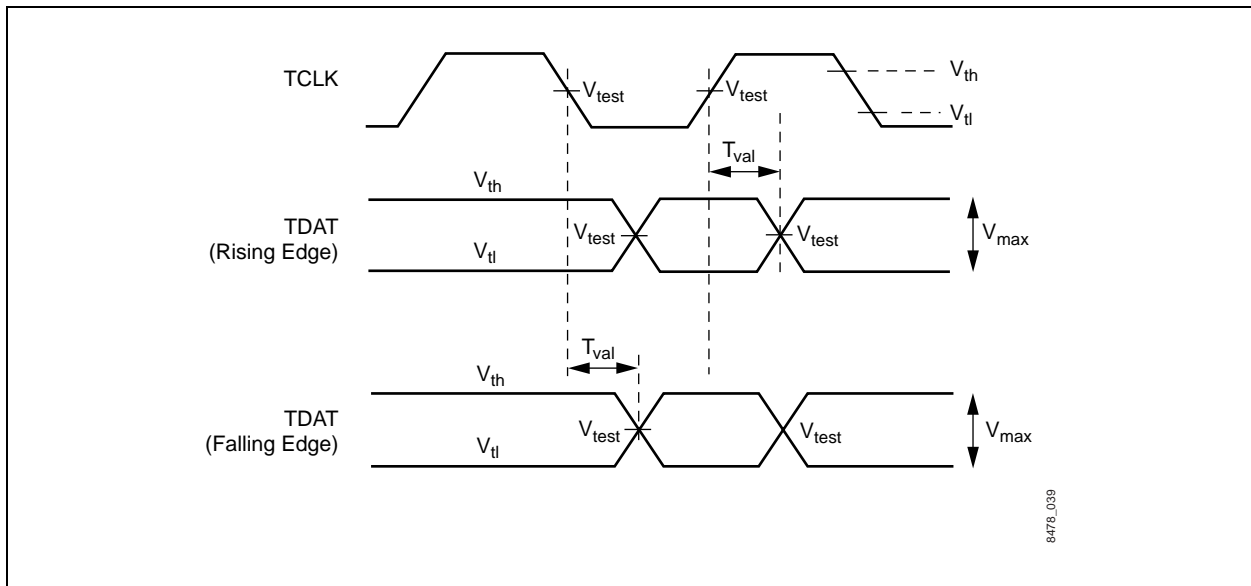 TCLK
Vtest
Vtest
Vth
Vtl
Tval
Vth
TDAT
(Rising Edge)
Vtest
Vtest
Vmax
Vtl
Tval
Vth
TDAT
(Falling Edge)
Vtest
Vtest
Vmax
Vtl
8478_039